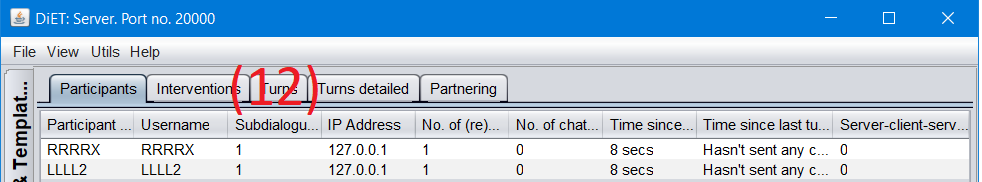 DiET: Server. Port no. 20000
File View Utils Help
Participants Interventions Turns Turns detailed Partnering
(12)
Participant ... Username Subdialogu... IP Address No. of (re)... No. of chat... Time since... Time since last tu... Server-client-serv...
RRRRX RRRRX 1 127.0.0.1 1 0 8 secs Hasn't sent any c... 0
LLLL2 LLLL2 1 127.0.0.1 1 0 8 secs Hasn't sent any c... 0
& Templat...